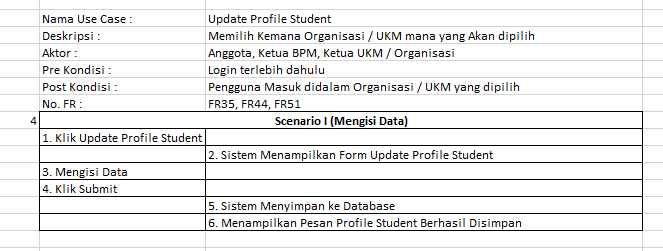 Nama Use Case : Update Profile Student
Deskripsi : Memilih Kemana Organisasi / UKM mana yang Akan dipilih
Aktor : Anggota, Ketua BPM, Ketua UKM / Organisasi
Pre Kondisi : Login terlebih dahulu
Post Kondisi : Pengguna Masuk didalam Organisasi / UKM yang dipilih
No. FR : FR35, FR44, FR51
4 Scenario I (Mengisi Data)
1. Klik Update Profile Student
2. Sistem Menampilkan Form Update Profile Student
3. Mengisi Data
4. Klik Submit
5. Sistem Menyimpan ke Database
6. Menampilkan Pesan Profile Student Berhasil Disimpan